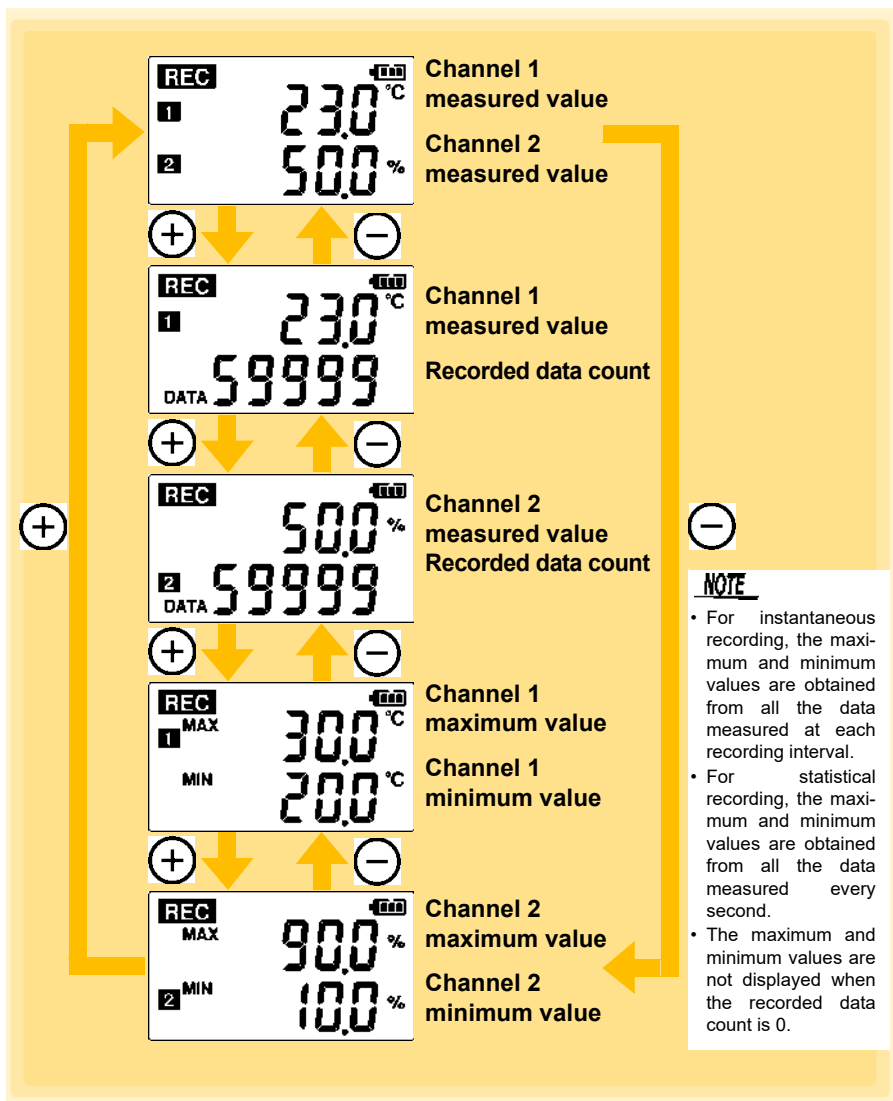 REC
1
23.0 °C
2
50.0 %
Channel 1
measured value
Channel 2
measured value
+
−
REC
1
23.0 °C
DATA 59999
Channel 1
measured value
Recorded data count
+
−
REC
50.0 %
2
DATA 59999
Channel 2
measured value
Recorded data count
+
−
+
−
REC
1 MAX
30.0 °C
MIN
20.0 °C
Channel 1
maximum value
Channel 1
minimum value
+
−
REC
MAX
90.0 %
2 MIN
10.0 %
Channel 2
maximum value
Channel 2
minimum value
NOTE
• For instantaneous
recording, the maxi-
mum and minimum
values are obtained
from all the data
measured at each
recording interval.
• For statistical
recording, the maxi-
mum and minimum
values are obtained
from all the data
measured every
second.
• The maximum and
minimum values are
not displayed when
the recorded data
count is 0.